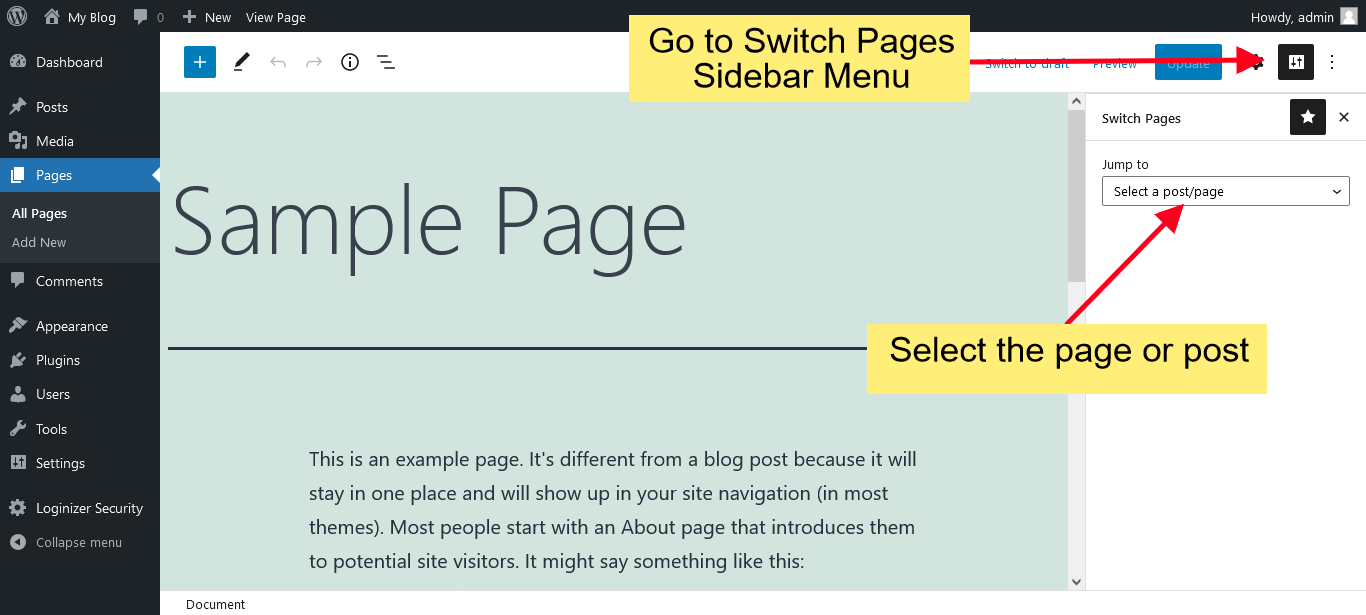 My Blog
0
New
View Page
Howdy, admin
Dashboard
Posts
Media
Pages
All Pages
Add New
Comments
Appearance
Plugins
Users
Tools
Settings
Loginizer Security
Collapse menu
Go to Switch Pages
Sidebar Menu
Switch to draft
Preview
Update
Sample Page
This is an example page. It's different from a blog post because it will
stay in one place and will show up in your site navigation (in most
themes). Most people start with an About page that introduces them
to potential site visitors. It might say something like this:
Document
Switch Pages
Jump to
Select a post/page
Select the page or post